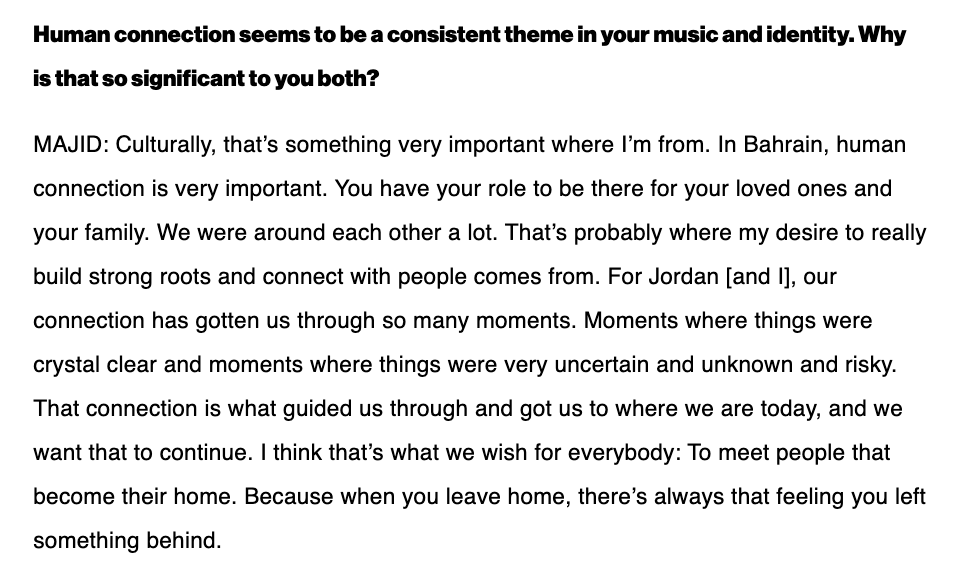 Human connection seems to be a consistent theme in your music and identity. Why
is that so significant to you both?
MAJID: Culturally, that’s something very important where I’m from. In Bahrain, human
connection is very important. You have your role to be there for your loved ones and
your family. We were around each other a lot. That’s probably where my desire to really
build strong roots and connect with people comes from. For Jordan [and I], our
connection has gotten us through so many moments. Moments where things were
crystal clear and moments where things were very uncertain and unknown and risky.
That connection is what guided us through and got us to where we are today, and we
want that to continue. I think that’s what we wish for everybody: To meet people that
become their home. Because when you leave home, there’s always that feeling you left
something behind.